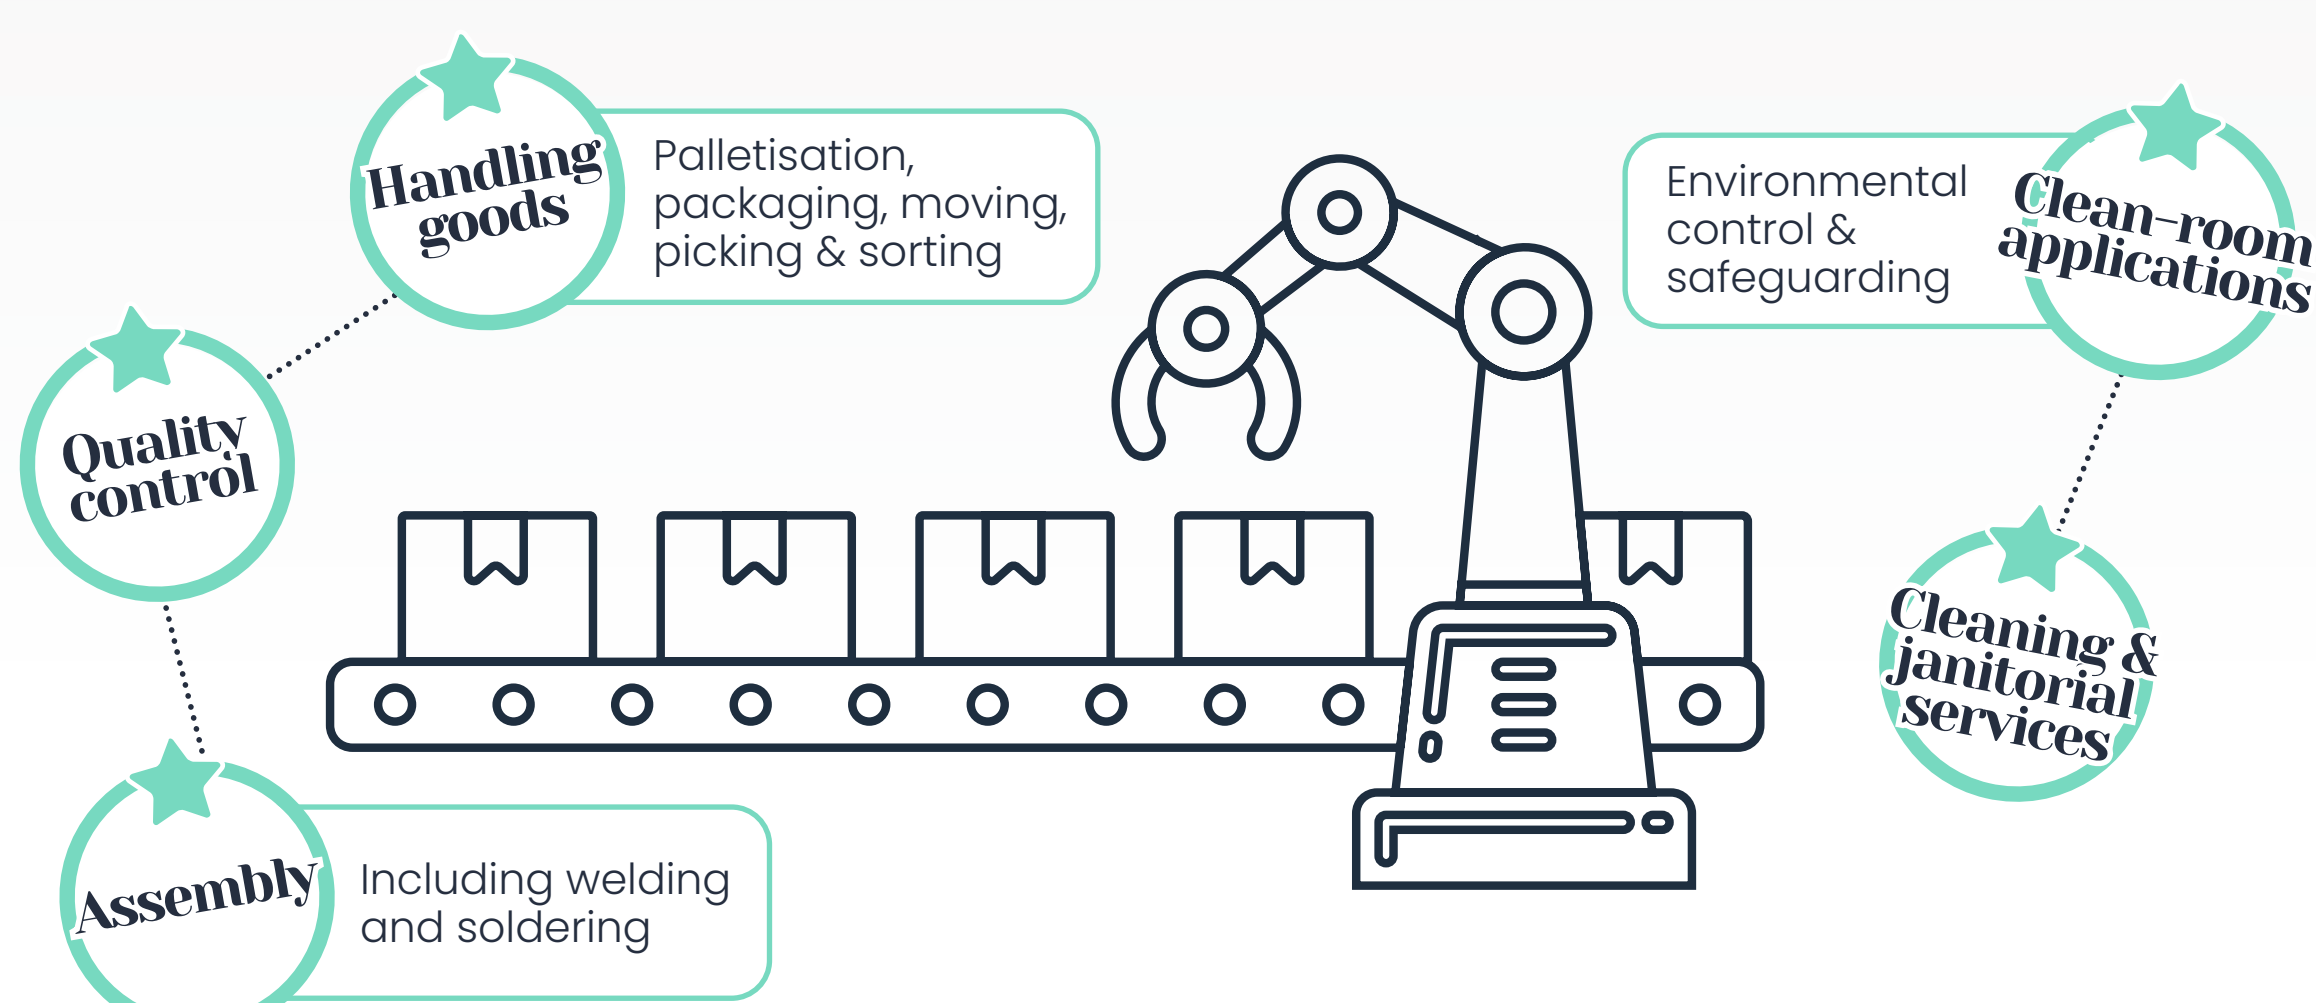 Handling
goods
Palletisation,
packaging, moving,
picking & sorting
Quality
control
Assembly
Including welding
and soldering
Environmental
control &
safeguarding
Clean-room
applications
Cleaning &
janitorial
services